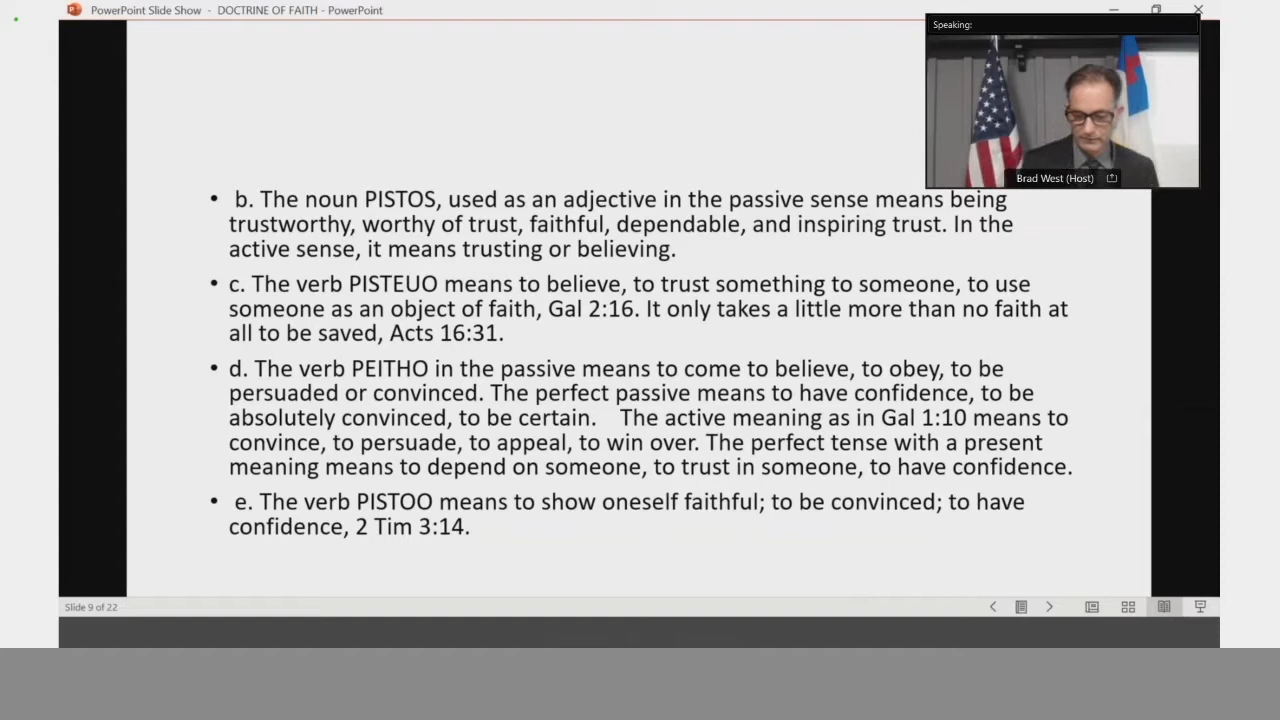 PowerPoint Slide Show - DOCTRINE OF FAITH - PowerPoint
Speaking:
Brad West (Host)
• b. The noun PISTOS, used as an adjective in the passive sense means being
trustworthy, worthy of trust, faithful, dependable, and inspiring trust. In the
active sense, it means trusting or believing.
• c. The verb PISTEUO means to believe, to trust something to someone, to use
someone as an object of faith, Gal 2:16. It only takes a little more than no faith at
all to be saved, Acts 16:31.
• d. The verb PEITHO in the passive means to come to believe, to obey, to be
persuaded or convinced. The perfect passive means to have confidence, to be
absolutely convinced, to be certain. The active meaning as in Gal 1:10 means to
convince, to persuade, to appeal, to win over. The perfect tense with a present
meaning means to depend on someone, to trust in someone, to have confidence.
• e. The verb PISTOO means to show oneself faithful; to be convinced; to have
confidence, 2 Tim 3:14.
Slide 9 of 22